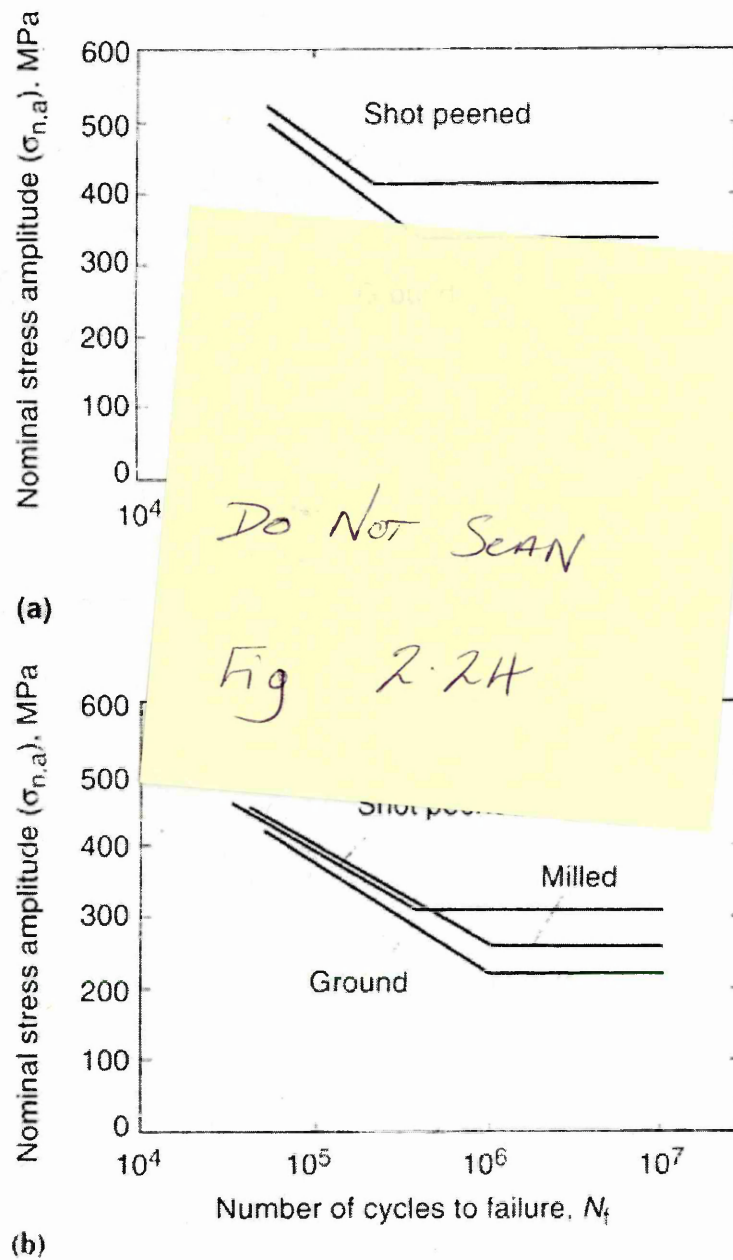 Nominal stress amplitude (σn,a), MPa
600
500
400
300
200
100
0
10⁴
Shot peened
Ground
Do Not Scan
Fig 2.24
(a)
Nominal stress amplitude (σn,a), MPa
600
500
400
300
200
100
0
Shot
Milled
Ground
10⁴ 10⁵ 10⁶ 10⁷
Number of cycles to failure, Nf
(b)